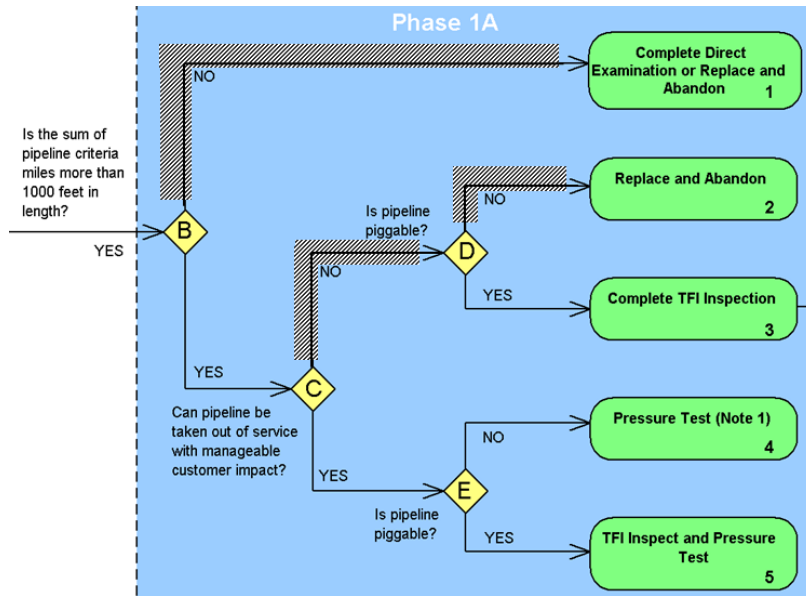 Phase 1A
NO
Complete Direct
Examination or Replace and
Abandon
1
Is the sum of
pipeline criteria
miles more than
1000 feet in
length?
YES
B
Is pipeline
piggable?
D
NO
Replace and Abandon
2
NO
YES
Complete TFI Inspection
3
YES
C
Can pipeline be
taken out of service
with manageable
customer impact?
YES
Is pipeline
piggable?
E
NO
Pressure Test (Note 1)
4
YES
TFI Inspect and Pressure
Test
5